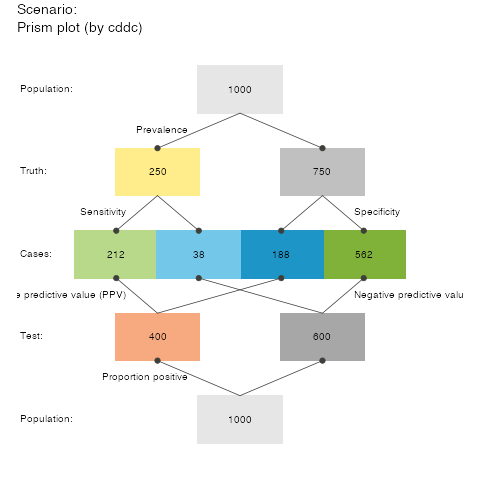 Scenario:
Prism plot (by cddc)
Population:
1000
Prevalence
Truth:
250
750
Sensitivity
Specificity
Cases:
212
38
188
562
e predictive value (PPV)
Negative predictive valu
Test:
400
600
Proportion positive
Population:
1000